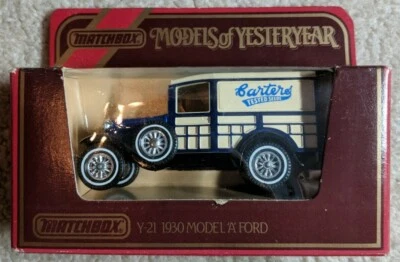 MATCHBOX
MODELS of YESTERYEAR
Carters
TESTED SEEDS
MATCHBOX
Y-21 1930 MODEL 'A' FORD